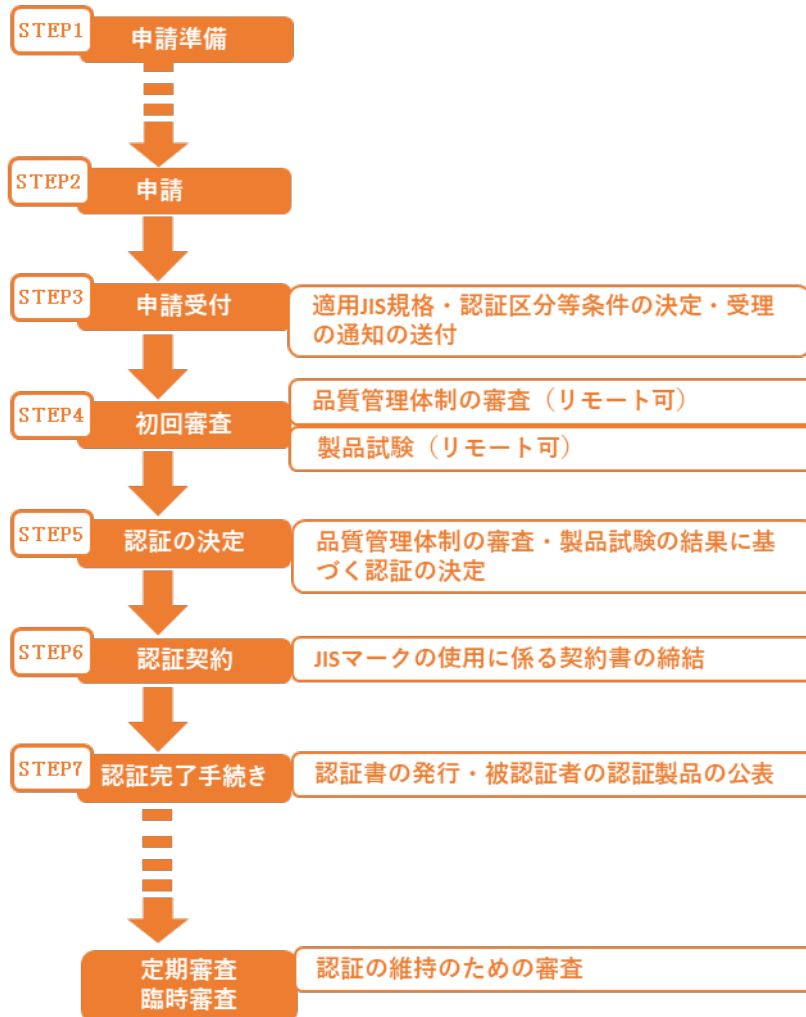 STEP1
申請準備
STEP2
申請
STEP3
申請受付
適用JIS規格・認証区分等条件の決定・受理
の通知の送付
STEP4
初回審査
品質管理体制の審査（リモート可）
製品試験（リモート可）
STEP5
認証の決定
品質管理体制の審査・製品試験の結果に基
づく認証の決定
STEP6
認証契約
JISマークの使用に係る契約書の締結
STEP7
認証完了手続き
認証書の発行・被認証者の認証製品の公表
定期審査
臨時審査
認証の維持のための審査